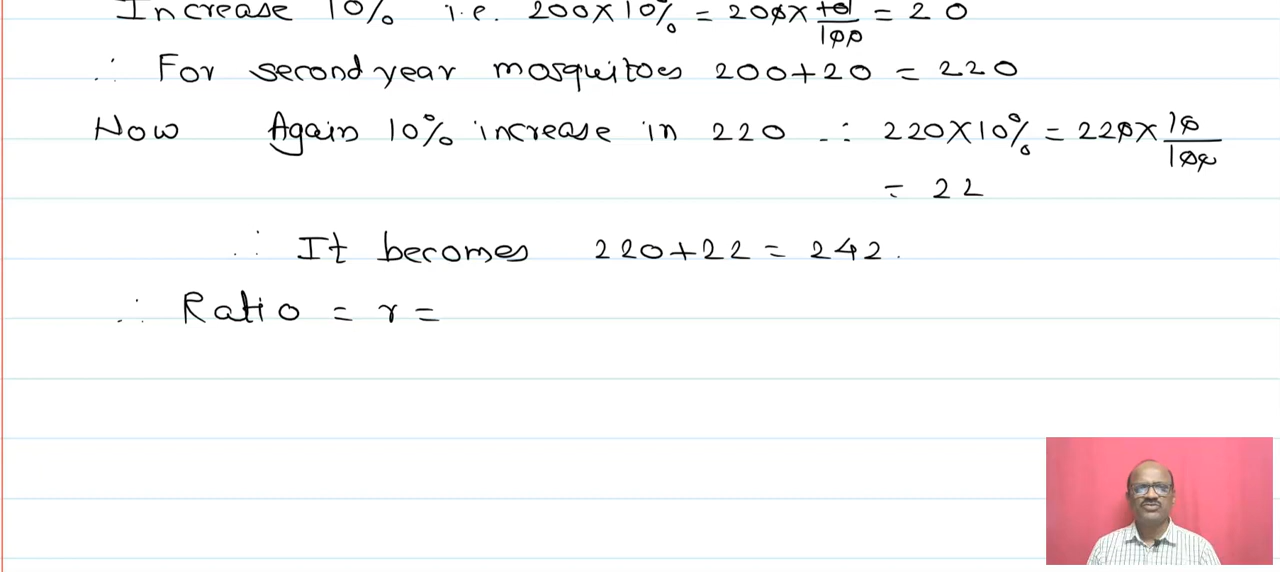 Increase 10% i.e. 200×10% = 200×10/100 = 20
∴ For second year mosquitoes 200+20 = 220
Now Again 10% increase in 220 ∴ 220×10% = 220×10/100
= 22
∴ It becomes 220+22 = 242.
∴ Ratio = r =